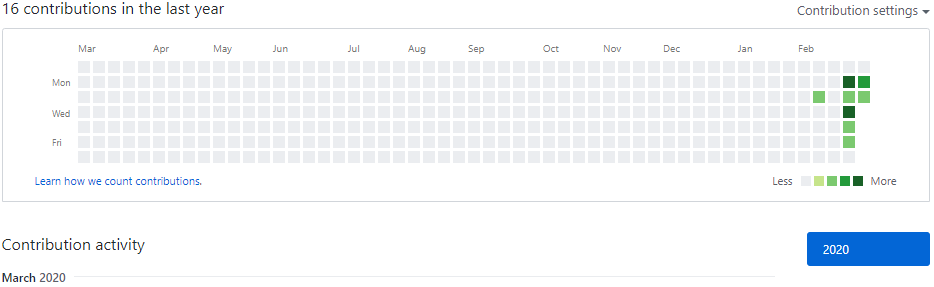 16 contributions in the last year
Contribution settings
Mar Apr May Jun Jul Aug Sep Oct Nov Dec Jan Feb
Mon
Wed
Fri
Learn how we count contributions.
Less More
Contribution activity
2020
March 2020